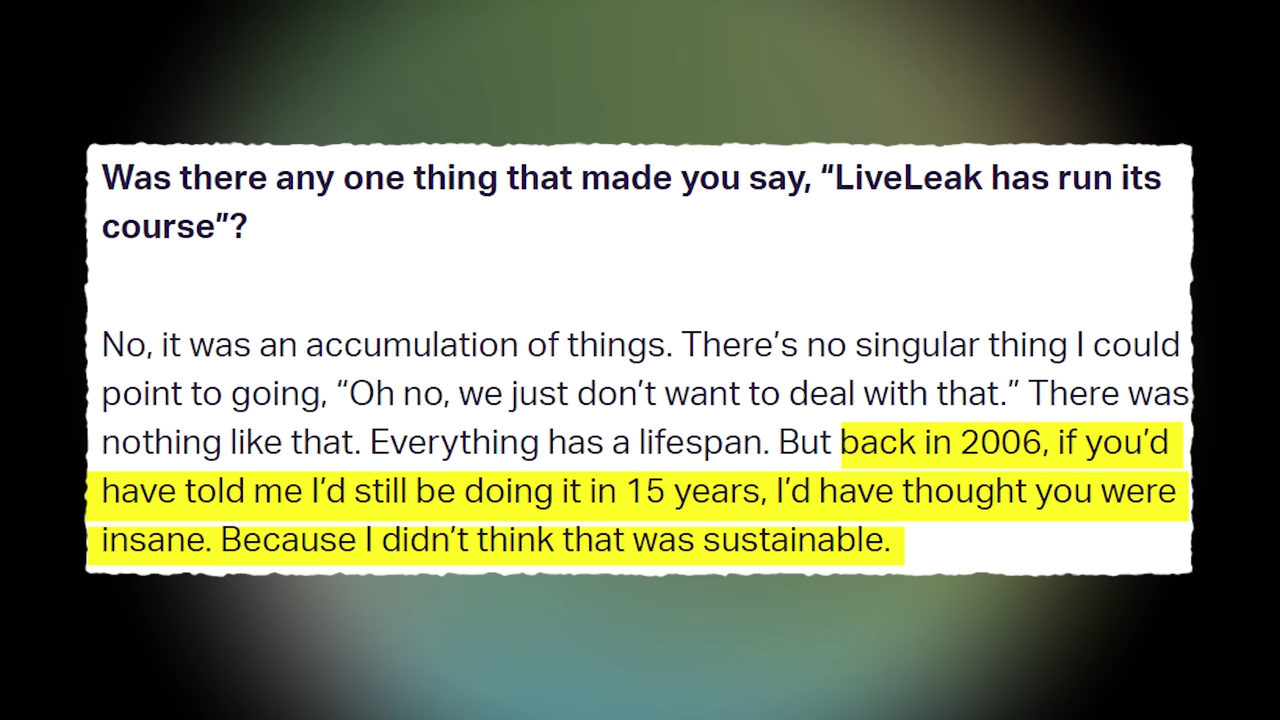 Was there any one thing that made you say, “LiveLeak has run its
course”?
No, it was an accumulation of things. There’s no singular thing I could
point to going, “Oh no, we just don’t want to deal with that.” There was
nothing like that. Everything has a lifespan. But back in 2006, if you’d
have told me I’d still be doing it in 15 years, I’d have thought you were
insane. Because I didn’t think that was sustainable.